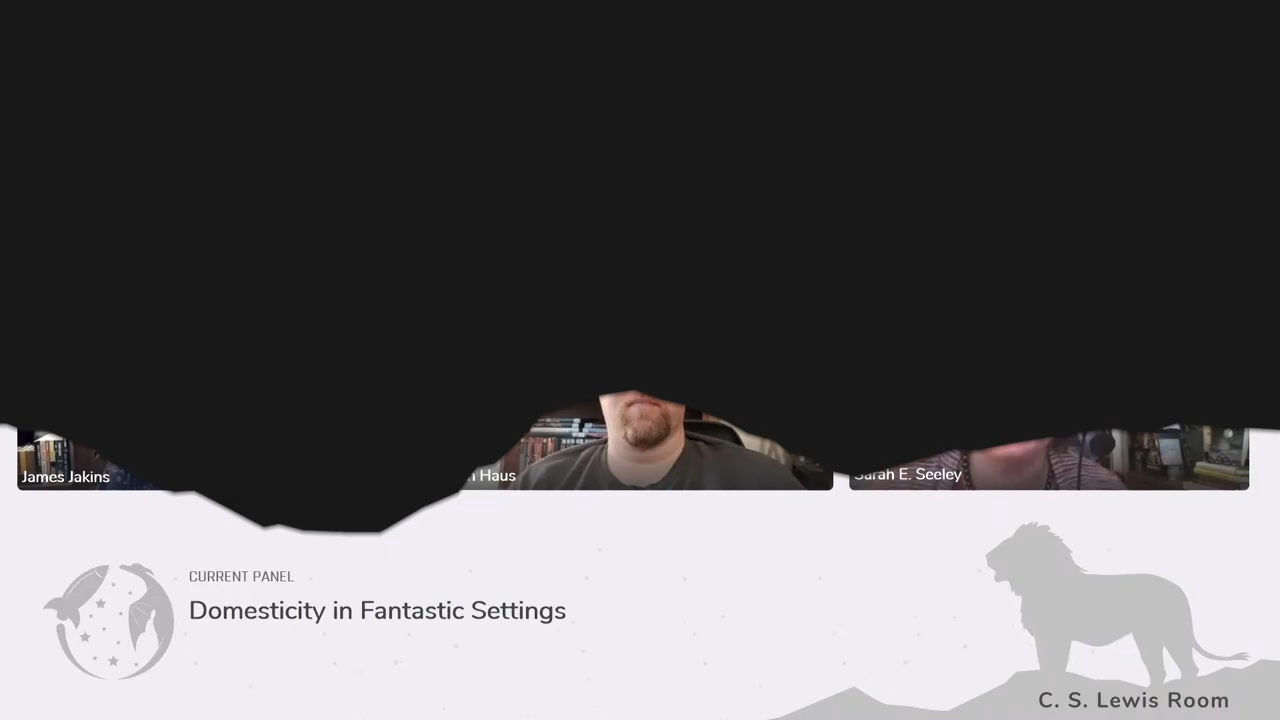 James Jakins
Haus
Sarah E. Seeley
CURRENT PANEL
Domesticity in Fantastic Settings
C. S. Lewis Room